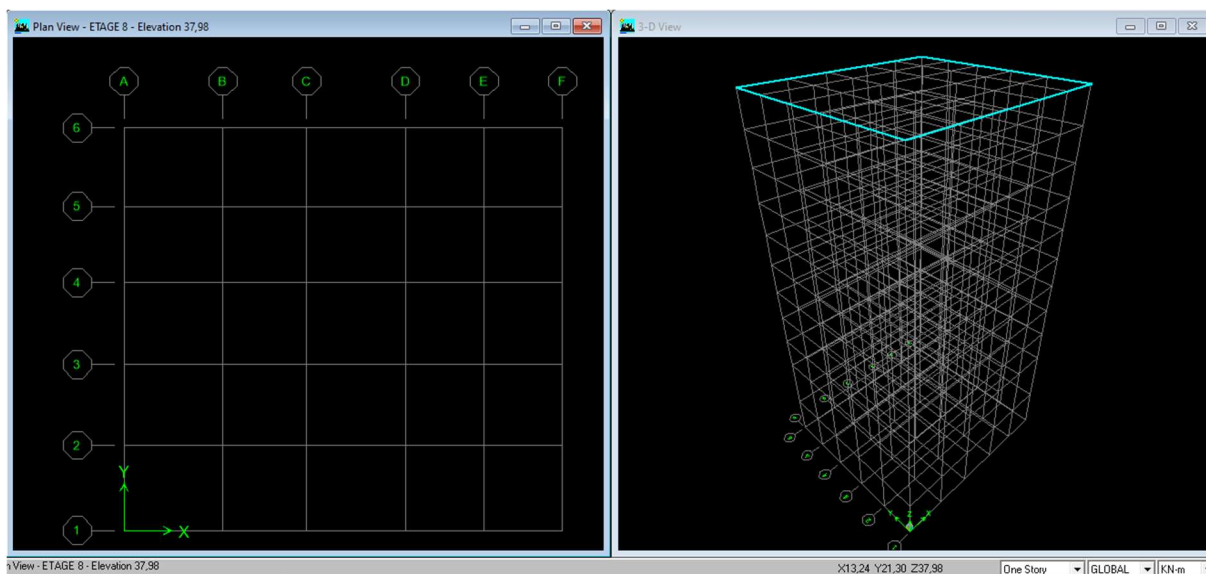 Plan View - ETAGE 8 - Elevation 37,98
3-D View
A B C D E F
6
5
4
3
2
1
Y
X
Y Z X
View - ETAGE 8 - Elevation 37,98
X13,24 Y21,30 Z37,98
One Story
GLOBAL
KN-m